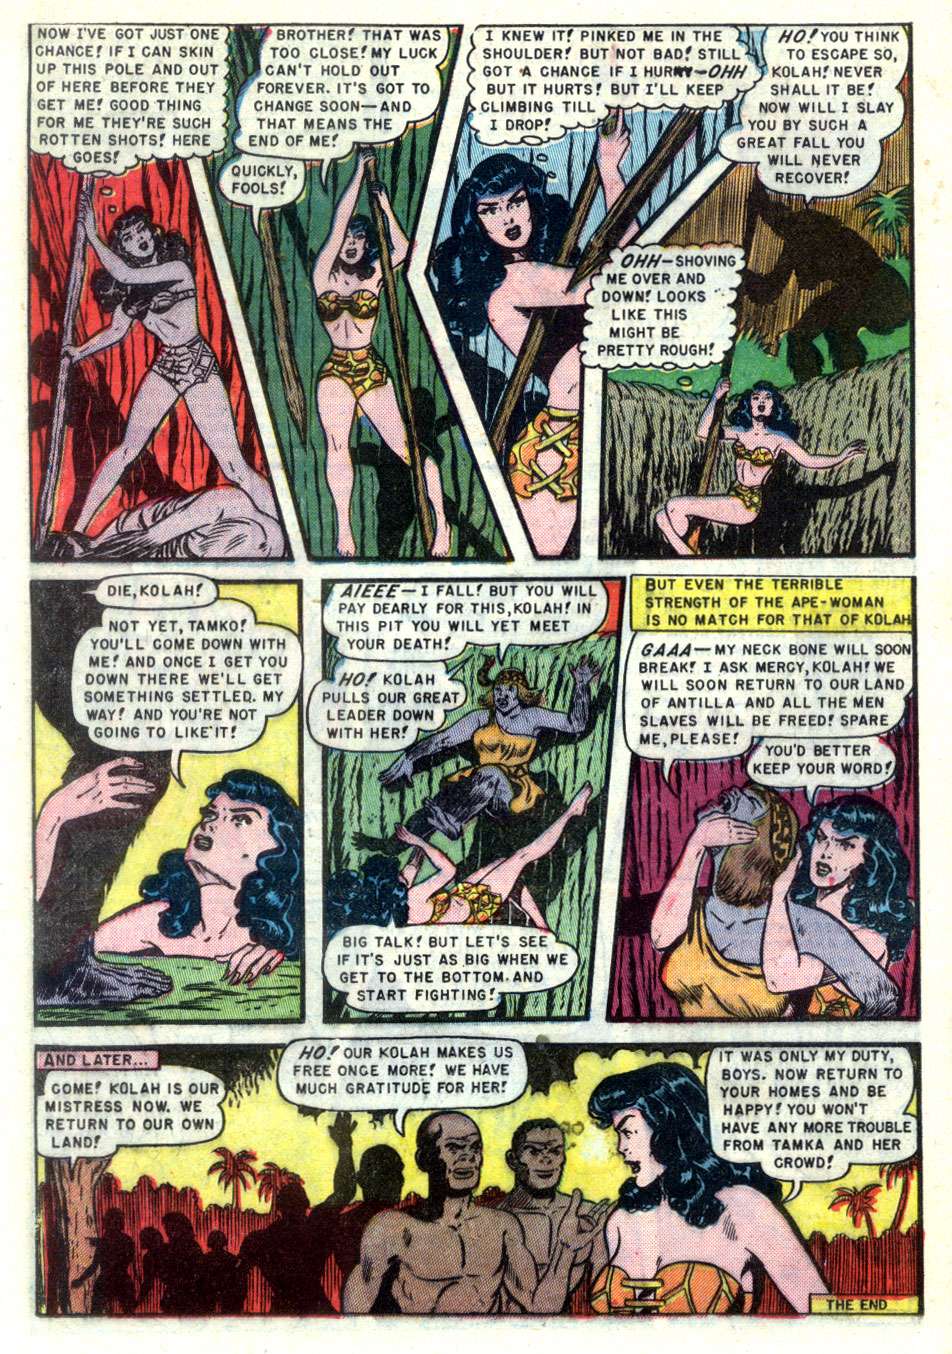 NOW I'VE GOT JUST ONE
CHANCE! IF I CAN SKIN
UP THIS POLE AND OUT
OF HERE BEFORE THEY
GET ME! GOOD THING
FOR ME THEY'RE SUCH
ROTTEN SHOTS! HERE
GOES!
BROTHER! THAT WAS
TOO CLOSE! MY LUCK
CAN'T HOLD OUT
FOREVER. IT'S GOT TO
CHANGE SOON—AND
THAT MEANS THE
END OF ME!
QUICKLY,
FOOLS!
I KNEW IT! PINKED ME IN THE
SHOULDER! BUT NOT BAD! STILL
GOT A CHANCE IF I HURRY—OHH
BUT IT HURTS! BUT I'LL KEEP
CLIMBING TILL
I DROP!
HO! YOU THINK
TO ESCAPE SO,
KOLAH! NEVER
SHALL IT BE!
NOW WILL I SLAY
YOU BY SUCH A
GREAT FALL YOU
WILL NEVER
RECOVER!
OHH—SHOVING
ME OVER AND
DOWN! LOOKS
LIKE THIS
MIGHT BE
PRETTY ROUGH!
DIE, KOLAH!
NOT YET, TAMKO!
YOU'LL COME DOWN WITH
ME! AND ONCE I GET YOU
DOWN THERE WE'LL GET
SOMETHING SETTLED. MY
WAY! AND YOU'RE NOT
GOING TO LIKE IT!
AIEEE—I FALL! BUT YOU WILL
PAY DEARLY FOR THIS, KOLAH! IN
THIS PIT YOU WILL YET MEET
YOUR DEATH!
HO! KOLAH
PULLS OUR GREAT
LEADER DOWN
WITH HER!
BIG TALK! BUT LET'S SEE
IF IT'S JUST AS BIG WHEN WE
GET TO THE BOTTOM. AND
START FIGHTING!
BUT EVEN THE TERRIBLE
STRENGTH OF THE APE-WOMAN
IS NO MATCH FOR THAT OF KOLAH
GAAA—MY NECK BONE WILL SOON
BREAK! I ASK MERCY, KOLAH! WE
WILL SOON RETURN TO OUR LAND
OF ANTILLA AND ALL THE MEN
SLAVES WILL BE FREED! SPARE
ME, PLEASE!
YOU'D BETTER
KEEP YOUR WORD!
AND LATER...
COME! KOLAH IS OUR
MISTRESS NOW. WE
RETURN TO OUR OWN
LAND!
HO! OUR KOLAH MAKES US
FREE ONCE MORE! WE HAVE
MUCH GRATITUDE FOR HER!
IT WAS ONLY MY DUTY,
BOYS. NOW RETURN TO
YOUR HOMES AND BE
HAPPY! YOU WON'T
HAVE ANY MORE TROUBLE
FROM TAMKA AND HER
CROWD!
THE END